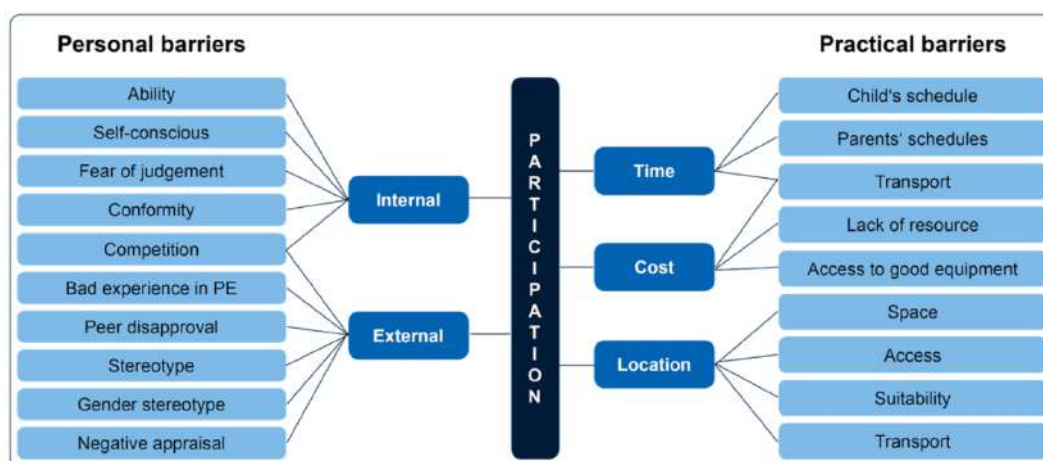 Personal barriers
Ability
Self-conscious
Fear of judgement
Conformity
Competition
Bad experience in PE
Peer disapproval
Stereotype
Gender stereotype
Negative appraisal
Internal
External
PARTICIPATION
Time
Cost
Location
Practical barriers
Child's schedule
Parents' schedules
Transport
Lack of resource
Access to good equipment
Space
Access
Suitability
Transport